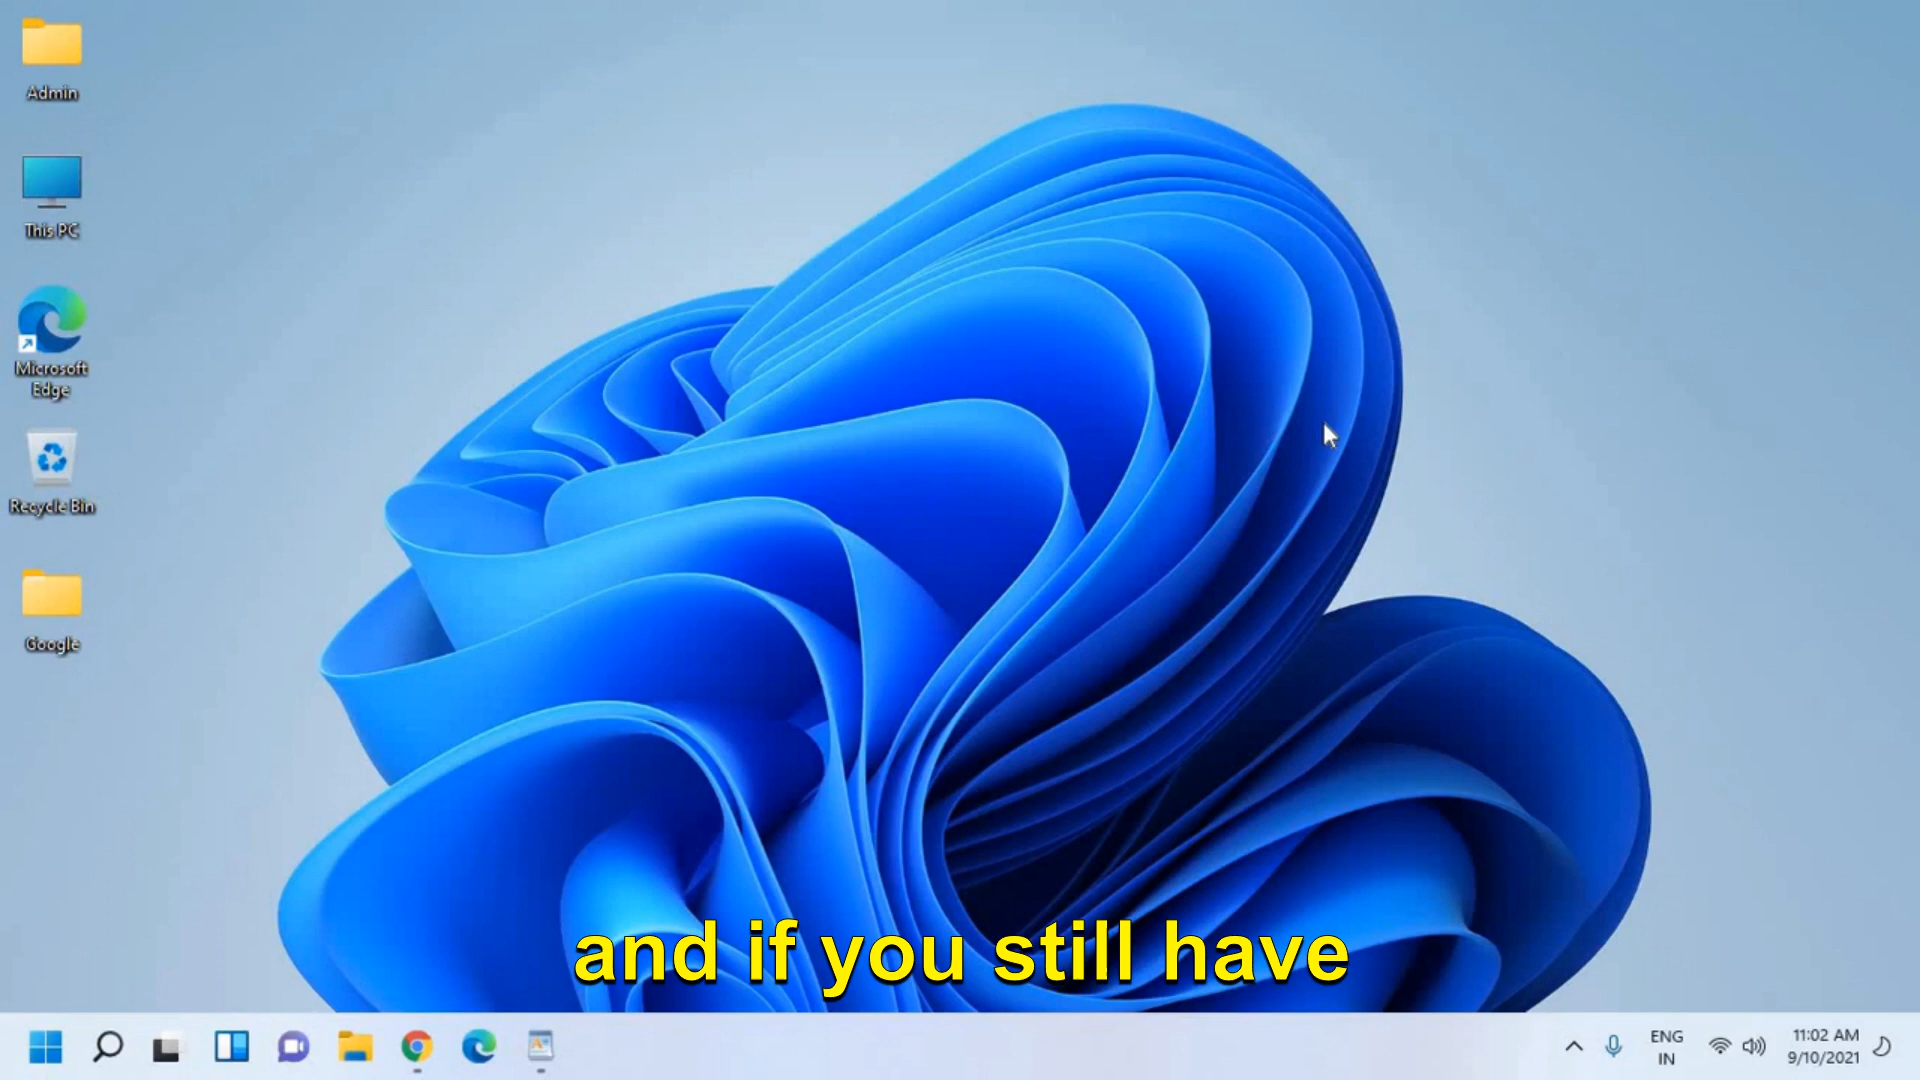 Admin
This PC
Microsoft
Edge
Recycle Bin
Google
and if you still have
ENG
IN
11:02 AM
9/10/2021